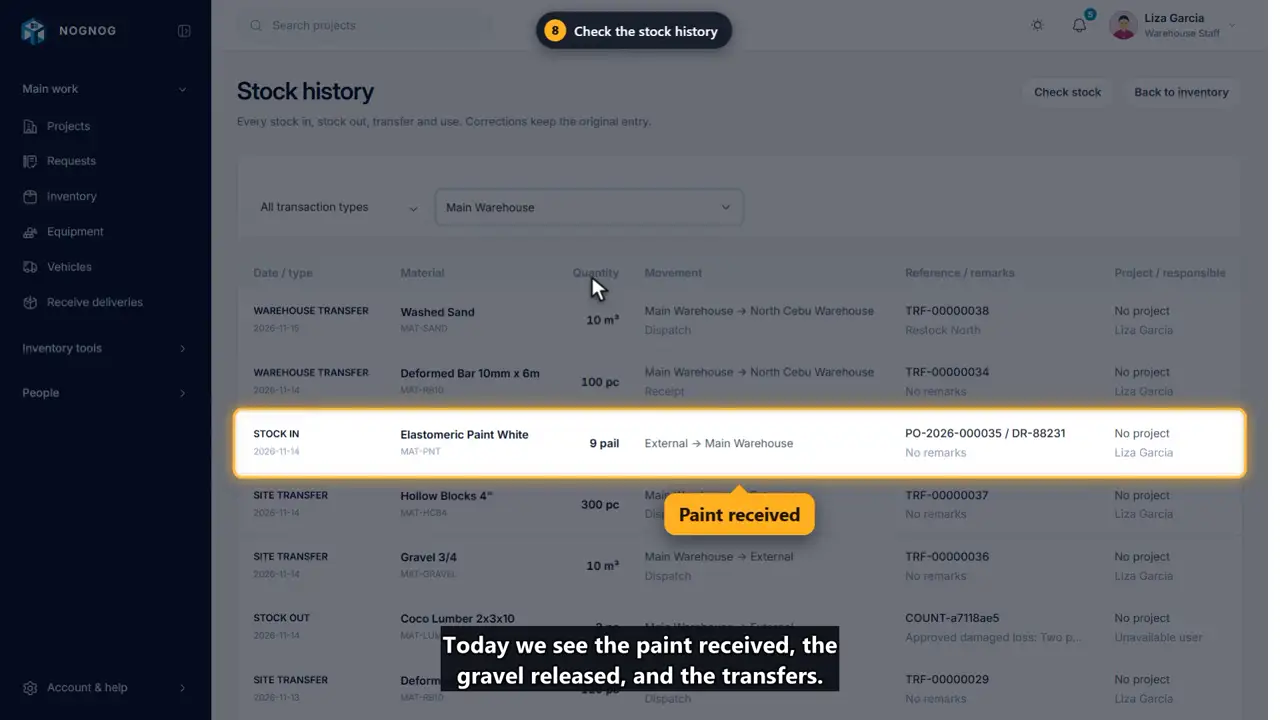 NOGNOG
Search projects
8 Check the stock history
5
Liza Garcia
Warehouse Staff
Main work
Projects
Requests
Inventory
Equipment
Vehicles
Receive deliveries
Inventory tools
People
Account & help
Stock history
Check stock
Back to inventory
Every stock in, stock out, transfer and use. Corrections keep the original entry.
All transaction types
Main Warehouse
Date / type Material Quantity Movement Reference / remarks Project / responsible
WAREHOUSE TRANSFER Washed Sand 10 m³ Main Warehouse → North Cebu Warehouse TRF-00000038 No project
2026-11-15 MAT-SAND Dispatch Restock North Liza Garcia
WAREHOUSE TRANSFER Deformed Bar 10mm x 6m 100 pc Main Warehouse → North Cebu Warehouse TRF-00000034 No project
2026-11-14 MAT-RB10 Receipt No remarks Liza Garcia
STOCK IN Elastomeric Paint White 9 pail External → Main Warehouse PO-2026-000035 / DR-88231 No project
2026-11-14 MAT-PNT No remarks Liza Garcia
SITE TRANSFER Hollow Blocks 4" 300 pc TRF-00000037 No project
2026-11-14 MAT-HCB4 No remarks Liza Garcia
Paint received
SITE TRANSFER Gravel 3/4 10 m³ Main Warehouse → External TRF-00000036 No project
2026-11-14 MAT-GRAVEL Dispatch No remarks Liza Garcia
STOCK OUT Coco Lumber 2x3x10 COUNT-a7118ae5 No project
2026-11-14 Approved damaged loss: Two p... Unavailable user
SITE TRANSFER TRF-00000029 No project
2026-11-13 MAT-RB10 Dispatch No remarks Liza Garcia
Today we see the paint received, the
gravel released, and the transfers.